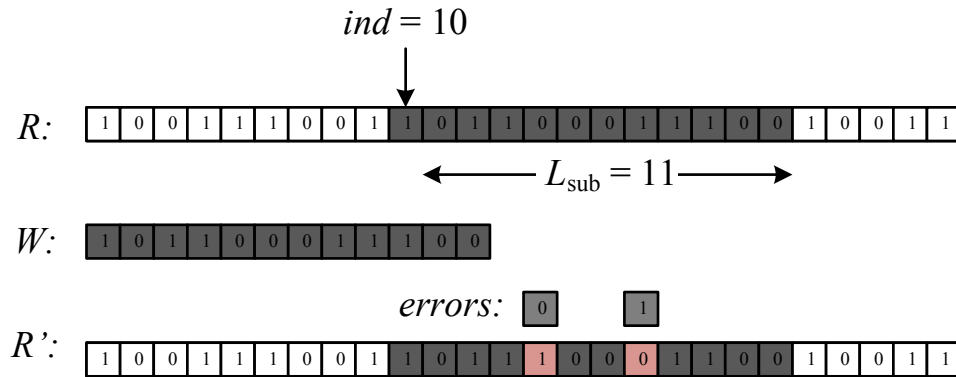 ind = 10
R: 1 0 0 1 1 1 0 0 1 1 0 1 1 0 0 0 1 1 1 0 0 1 0 0 1 1
L_sub = 11
W: 1 0 1 1 0 0 0 1 1 1 0 0
errors: 0 1
R’: 1 0 0 1 1 1 0 0 1 1 0 1 1 1 0 0 0 1 1 0 0 1 0 0 1 1